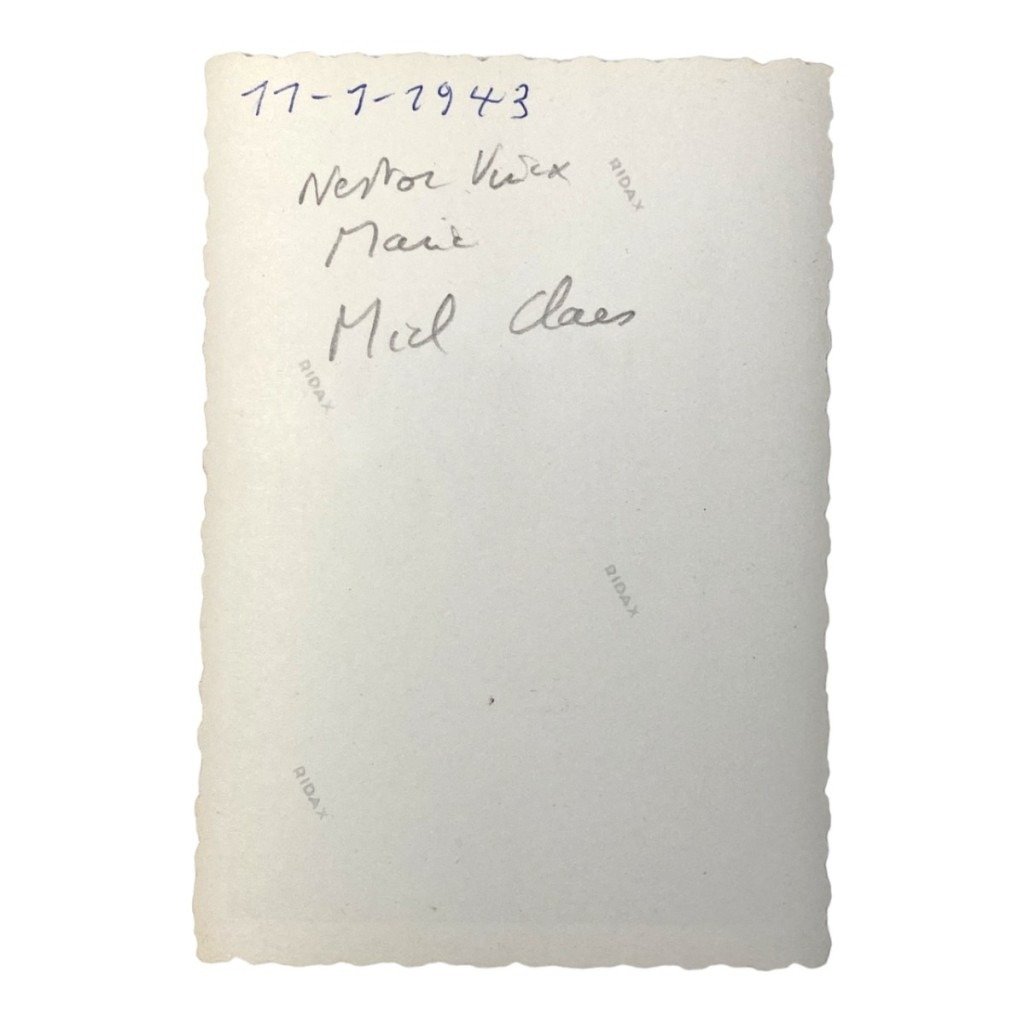 11-1-1943
Nestor
RIDAX
Marie
Miel Claes
RIDAX
RIDAX
RIDAX